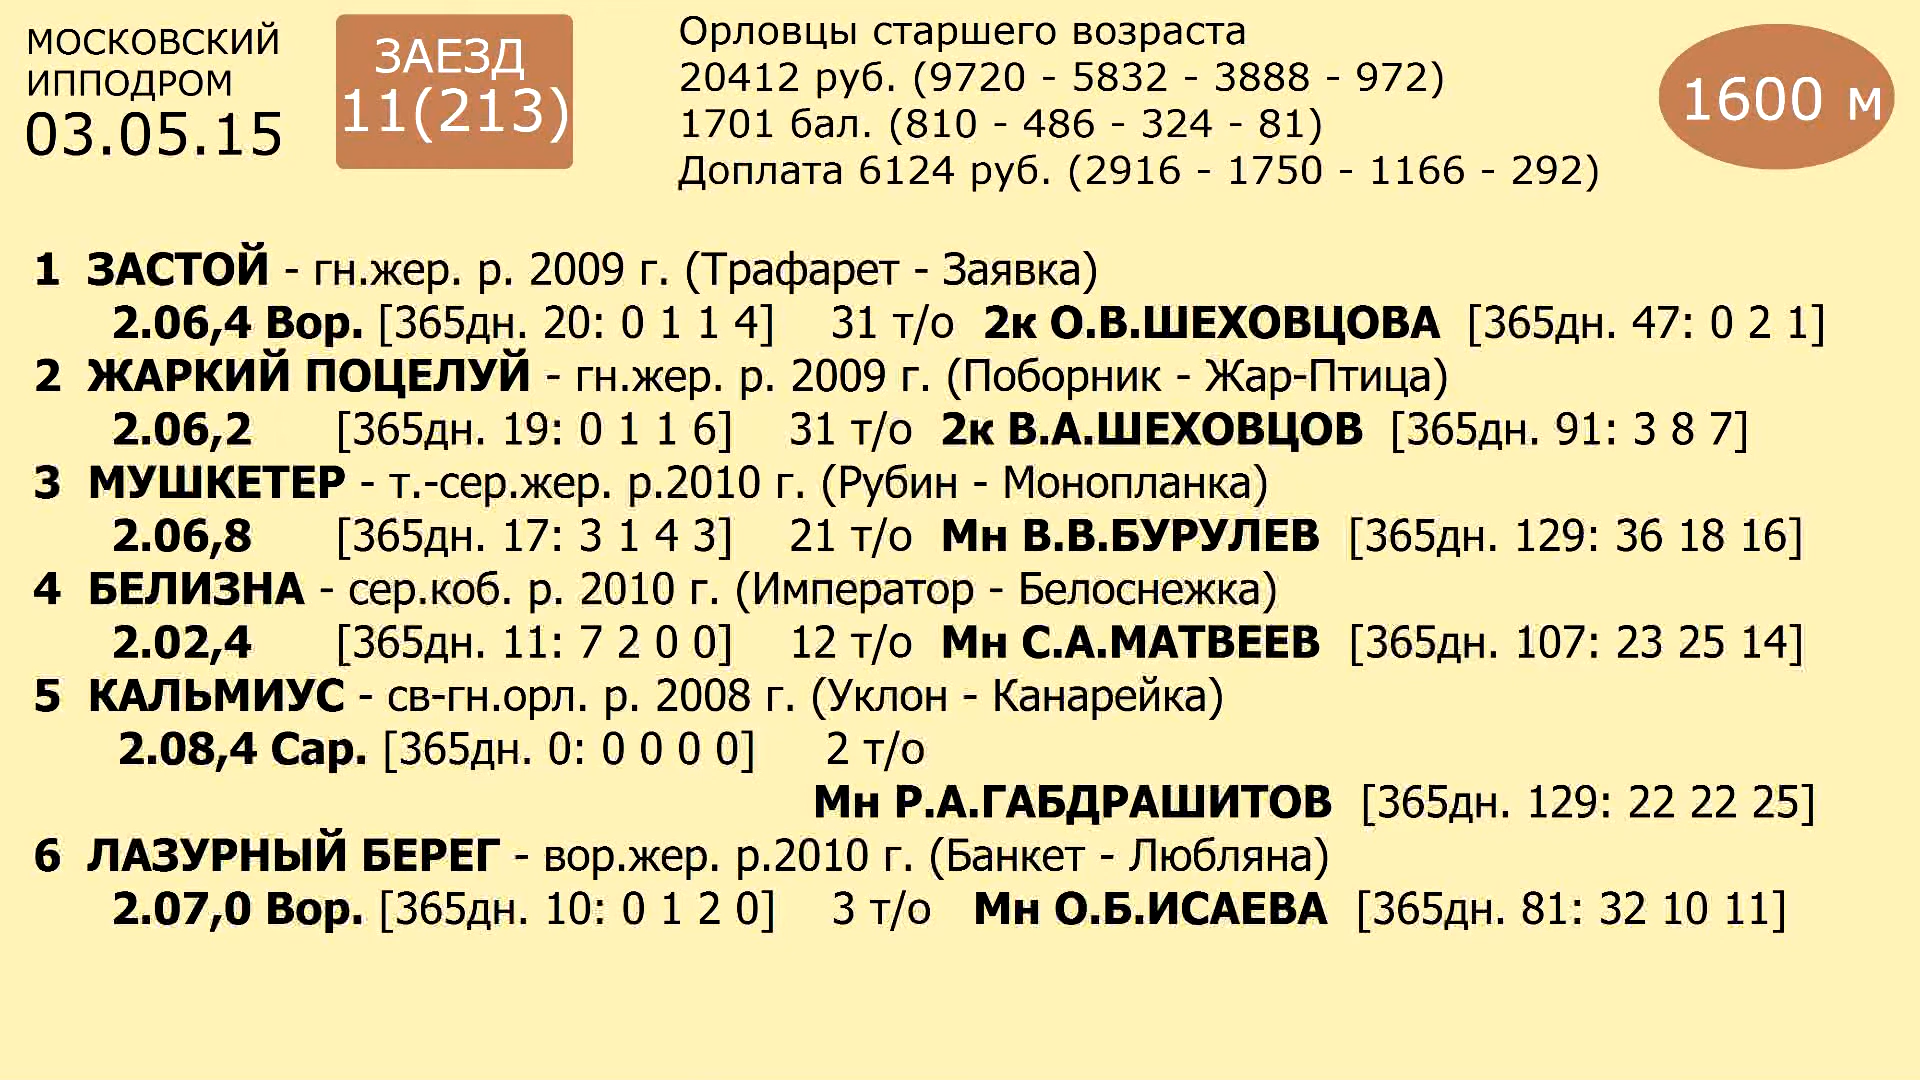 МОСКОВСКИЙ
ИППОДРОМ
03.05.15
ЗАЕЗД
11(213)
Орловцы старшего возраста
20412 руб. (9720 - 5832 - 3888 - 972)
1701 бал. (810 - 486 - 324 - 81)
Доплата 6124 руб. (2916 - 1750 - 1166 - 292)
1600 м
1 ЗАСТОЙ - гн.жер. р. 2009 г. (Трафарет - Заявка)
2.06,4 Вор. [365дн. 20: 0 1 1 4] 31 т/о 2к О.В.ШЕХОВЦОВА [365дн. 47: 0 2 1]
2 ЖАРКИЙ ПОЦЕЛУЙ - гн.жер. р. 2009 г. (Поборник - Жар-Птица)
2.06,2 [365дн. 19: 0 1 1 6] 31 т/о 2к В.А.ШЕХОВЦОВ [365дн. 91: 3 8 7]
3 МУШКЕТЕР - т.-сер.жер. р.2010 г. (Рубин - Монопланка)
2.06,8 [365дн. 17: 3 1 4 3] 21 т/о Мн В.В.БУРУЛЕВ [365дн. 129: 36 18 16]
4 БЕЛИЗНА - сер.коб. р. 2010 г. (Император - Белоснежка)
2.02,4 [365дн. 11: 7 2 0 0] 12 т/о Мн С.А.МАТВЕЕВ [365дн. 107: 23 25 14]
5 КАЛЬМИУС - св-гн.орл. р. 2008 г. (Уклон - Канарейка)
2.08,4 Сар. [365дн. 0: 0 0 0 0] 2 т/о
Мн Р.А.ГАБДРАШИТОВ [365дн. 129: 22 22 25]
6 ЛАЗУРНЫЙ БЕРЕГ - вор.жер. р.2010 г. (Банкет - Любляна)
2.07,0 Вор. [365дн. 10: 0 1 2 0] 3 т/о Мн О.Б.ИСАЕВА [365дн. 81: 32 10 11]